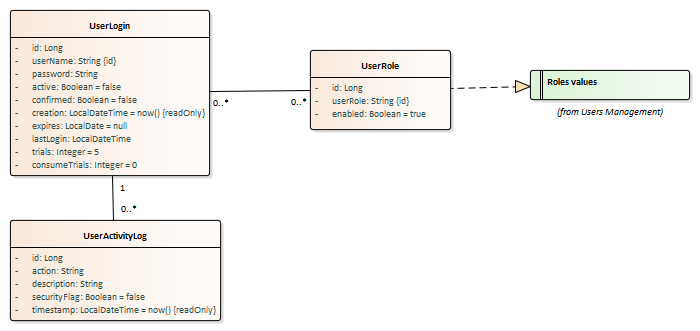 UserLogin
- id: Long
- userName: String {id}
- password: String
- active: Boolean = false
- confirmed: Boolean = false
- creation: LocalDateTime = now() {readOnly}
- expires: LocalDate = null
- lastLogin: LocalDateTime
- trials: Integer = 5
- consumeTrials: Integer = 0
0..*
0..*
UserRole
- id: Long
- userRole: String {id}
- enabled: Boolean = true
Roles values
(from Users Management)
1
0..*
UserActivityLog
- id: Long
- action: String
- description: String
- securityFlag: Boolean = false
- timestamp: LocalDateTime = now() {readOnly}